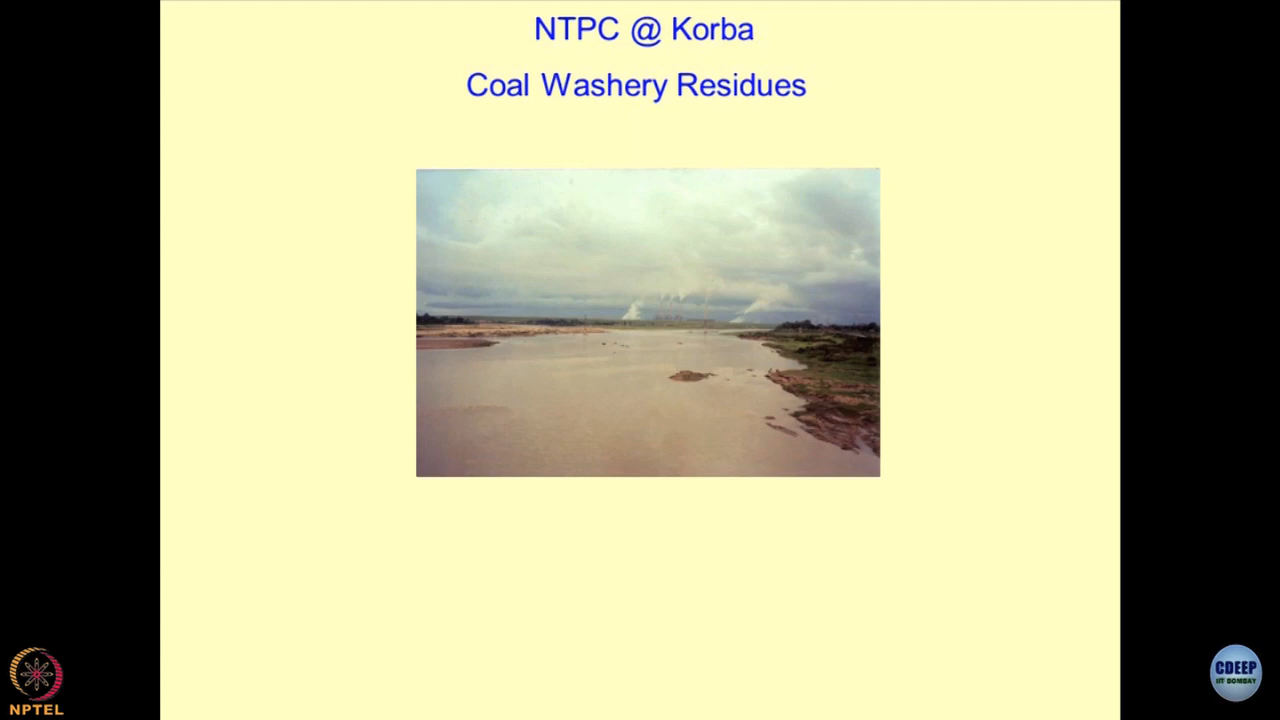 NTPC @ Korba
Coal Washery Residues
NPTEL
CDEEP
IIT BOMBAY